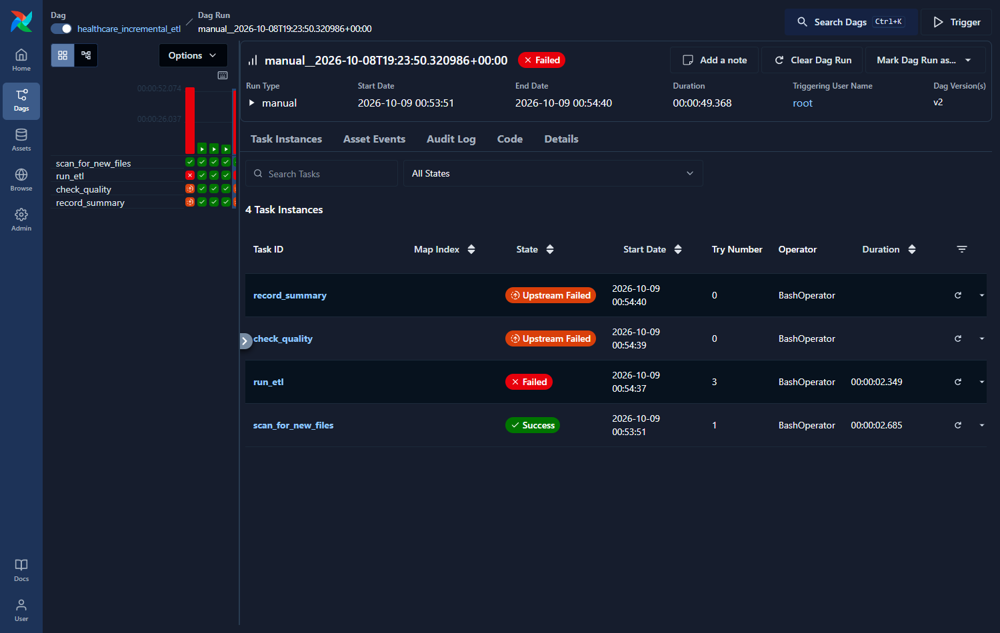 Dag
healthcare_incremental_etl
Dag Run
manual__2026-10-08T19:23:50.320986+00:00
Search Dags Ctrl+K
Trigger
Home
Dags
Assets
Browse
Admin
Docs
User
Options
00:00:52.074
00:00:26.037
scan_for_new_files
run_etl
check_quality
record_summary
manual__2026-10-08T19:23:50.320986+00:00 Failed
Add a note
Clear Dag Run
Mark Dag Run as...
Run Type Start Date End Date Duration Triggering User Name Dag Version(s)
manual 2026-10-09 00:53:51 2026-10-09 00:54:40 00:00:49.368 root v2
Task Instances Asset Events Audit Log Code Details
Search Tasks
All States
4 Task Instances
Task ID Map Index State Start Date Try Number Operator Duration
record_summary Upstream Failed 2026-10-09 00:54:40 0 BashOperator
check_quality Upstream Failed 2026-10-09 00:54:39 0 BashOperator
run_etl Failed 2026-10-09 00:54:37 3 BashOperator 00:00:02.349
scan_for_new_files Success 2026-10-09 00:53:51 1 BashOperator 00:00:02.685